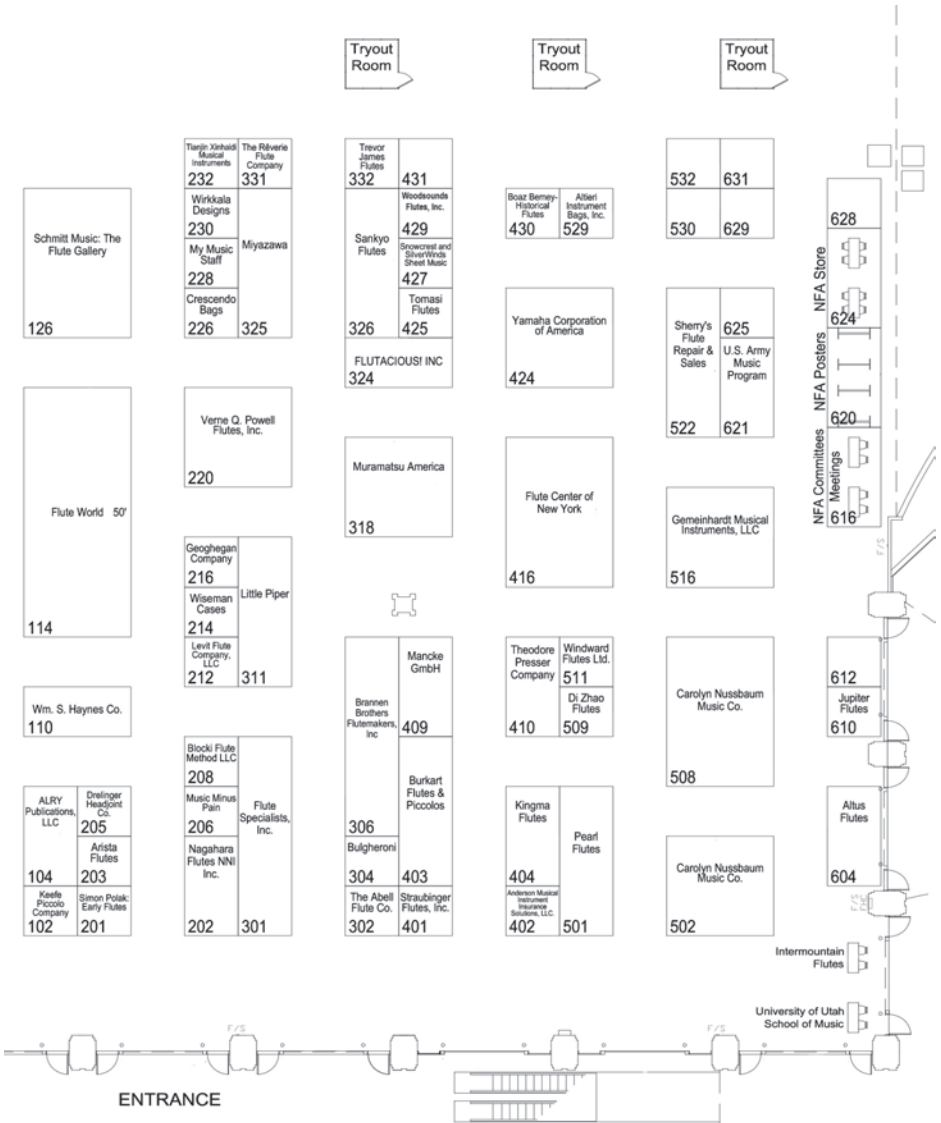 Tryout
Room
Tryout
Room
Tryout
Room
Tianjin Xinhaidi
Musical
Instruments
232
The Rêverie
Flute
Company
331
Trevor
James
Flutes
332
431
532
631
Schmitt Music: The
Flute Gallery
126
Wirkkala
Designs
230
My Music
Staff
228
Crescendo
Bags
226
Miyazawa
325
Sankyo
Flutes
326
Woodsounds
Flutes, Inc.
429
Snowcrest and
SilverWinds
Sheet Music
427
Tomasi
Flutes
425
FLUTACIOUS! INC
324
Boaz Berney-
Historical
Flutes
430
Altieri
Instrument
Bags, Inc.
529
530
629
628
NFA Store
624
Yamaha Corporation
of America
424
Sherry's
Flute
Repair &
Sales
522
625
U.S. Army
Music
Program
621
NFA Posters
620
NFA Committees
Meetings
616
F/S
Flute World 50'
114
Verne Q. Powell
Flutes, Inc.
220
Muramatsu America
318
Flute Center of
New York
416
Gemeinhardt Musical
Instruments, LLC
516
Geoghegan
Company
216
Wiseman
Cases
214
Levit Flute
Company,
LLC
212
Little Piper
311
Wm. S. Haynes Co.
110
Brannen
Brothers
Flutemakers,
Inc
306
Mancke
GmbH
409
Theodore
Presser
Company
410
Windward
Flutes Ltd.
511
Di Zhao
Flutes
509
Carolyn Nussbaum
Music Co.
508
612
Jupiter
Flutes
610
Blocki Flute
Method LLC
208
Music Minus
Pain
206
Nagahara
Flutes NNI
Inc.
202
Flute
Specialists,
Inc.
301
Burkart
Flutes &
Piccolos
403
ALRY
Publications,
LLC
104
Drelinger
Headjoint
Co.
205
Arista
Flutes
203
Keefe
Piccolo
Company
102
Simon Polak:
Early Flutes
201
Bulgheroni
304
The Abell
Flute Co.
302
Straubinger
Flutes, Inc.
401
Kingma
Flutes
404
Anderson Musical
Instrument
Insurance
Solutions, LLC.
402
Pearl
Flutes
501
Carolyn Nussbaum
Music Co.
502
Altus
Flutes
604
F/S
FHC
Intermountain
Flutes
University of Utah
School of Music
F/S
F/S
ENTRANCE